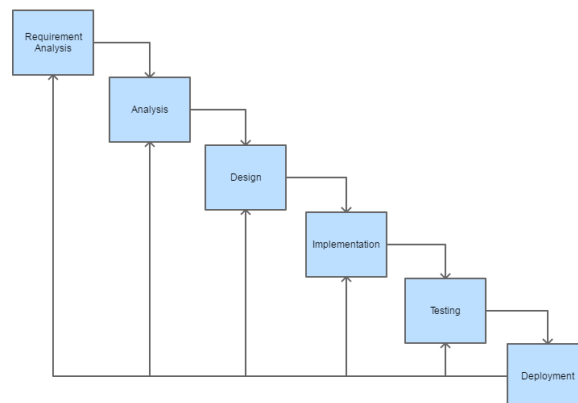 Requirement
Analysis
Analysis
Design
Implementation
Testing
Deployment